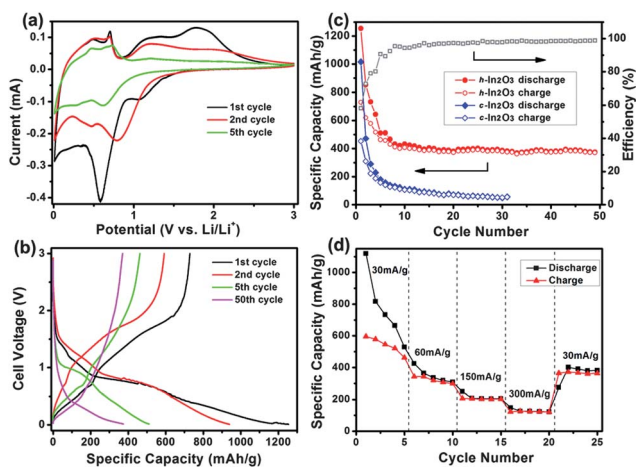 (a)
0.1
0.0
-0.1
-0.2
-0.3
-0.4
Current (mA)
1st cycle
2nd cycle
5th cycle
0
1
2
3
Potential (V vs. Li/Li+)
(b)
3
2
1
0
Cell Voltage (V)
1st cycle
2nd cycle
5th cycle
50th cycle
0
200
400
600
800
1000
1200
Specific Capacity (mAh/g)
(c)
1200
1000
800
600
400
200
0
Specific Capacity (mAh/g)
h-In2O3 discharge
h-In2O3 charge
c-In2O3 discharge
c-In2O3 charge
100
80
60
40
20
0
Efficiency (%)
0
10
20
30
40
50
Cycle Number
(d)
1000
800
600
400
200
0
Specific Capacity (mAh/g)
Discharge
Charge
30mA/g
60mA/g
150mA/g
300mA/g
30mA/g
0
5
10
15
20
25
Cycle Number